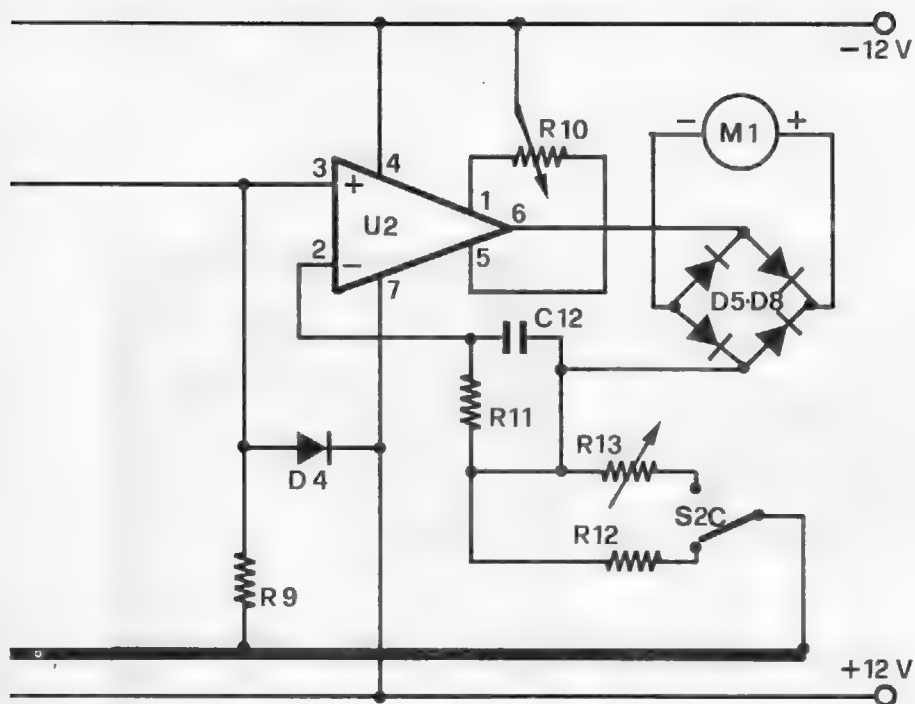 −12 V
− M1 +
R10
3
4
+
1
U2
6
2
−
5
7
D5·D8
C12
R11
R13
D4
S2C
R12
R9
+12 V